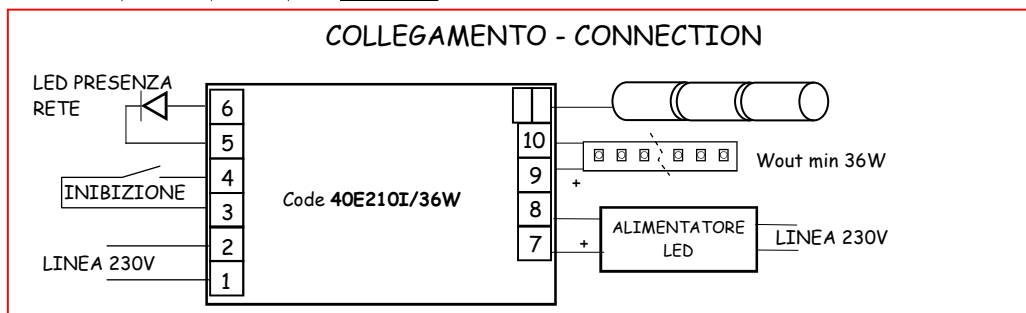 COLLEGAMENTO - CONNECTION
LED PRESENZA
RETE
6
5
4
3
2
1
INIBIZIONE
LINEA 230V
Code 40E210I/36W
10
9
8
7
+
+
Wout min 36W
ALIMENTATORE
LED
LINEA 230V